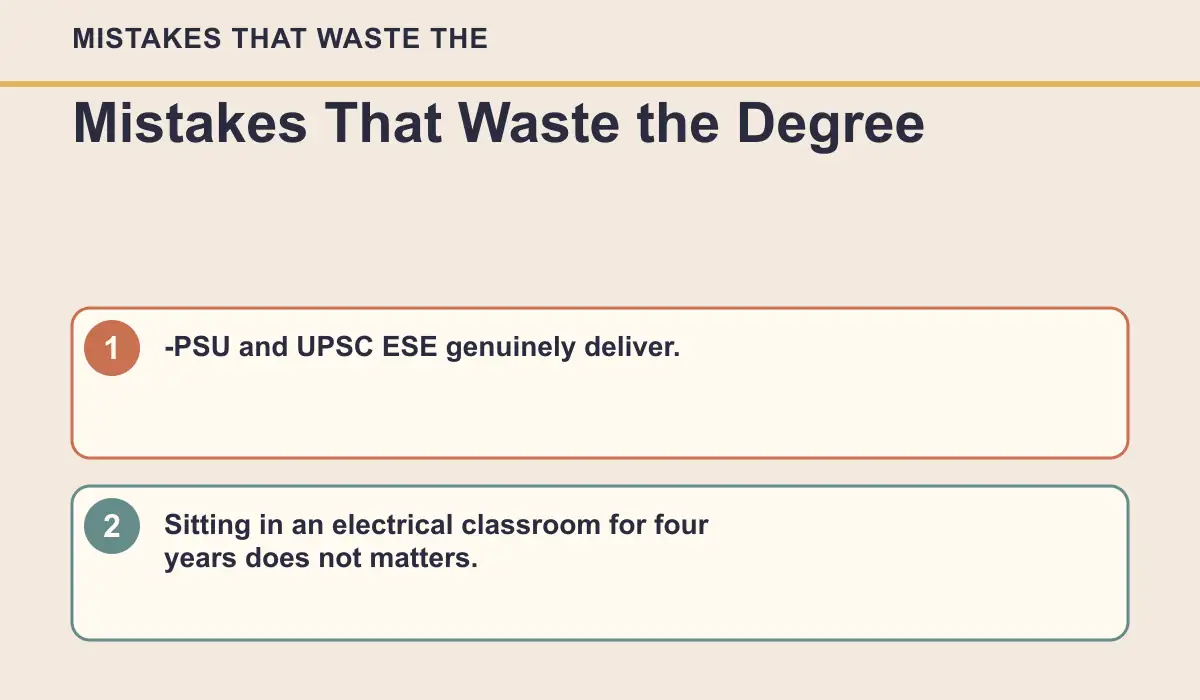 MISTAKES THAT WASTE THE
Mistakes That Waste the Degree
1
-PSU and UPSC ESE genuinely deliver.
2
Sitting in an electrical classroom for four
years does not matters.